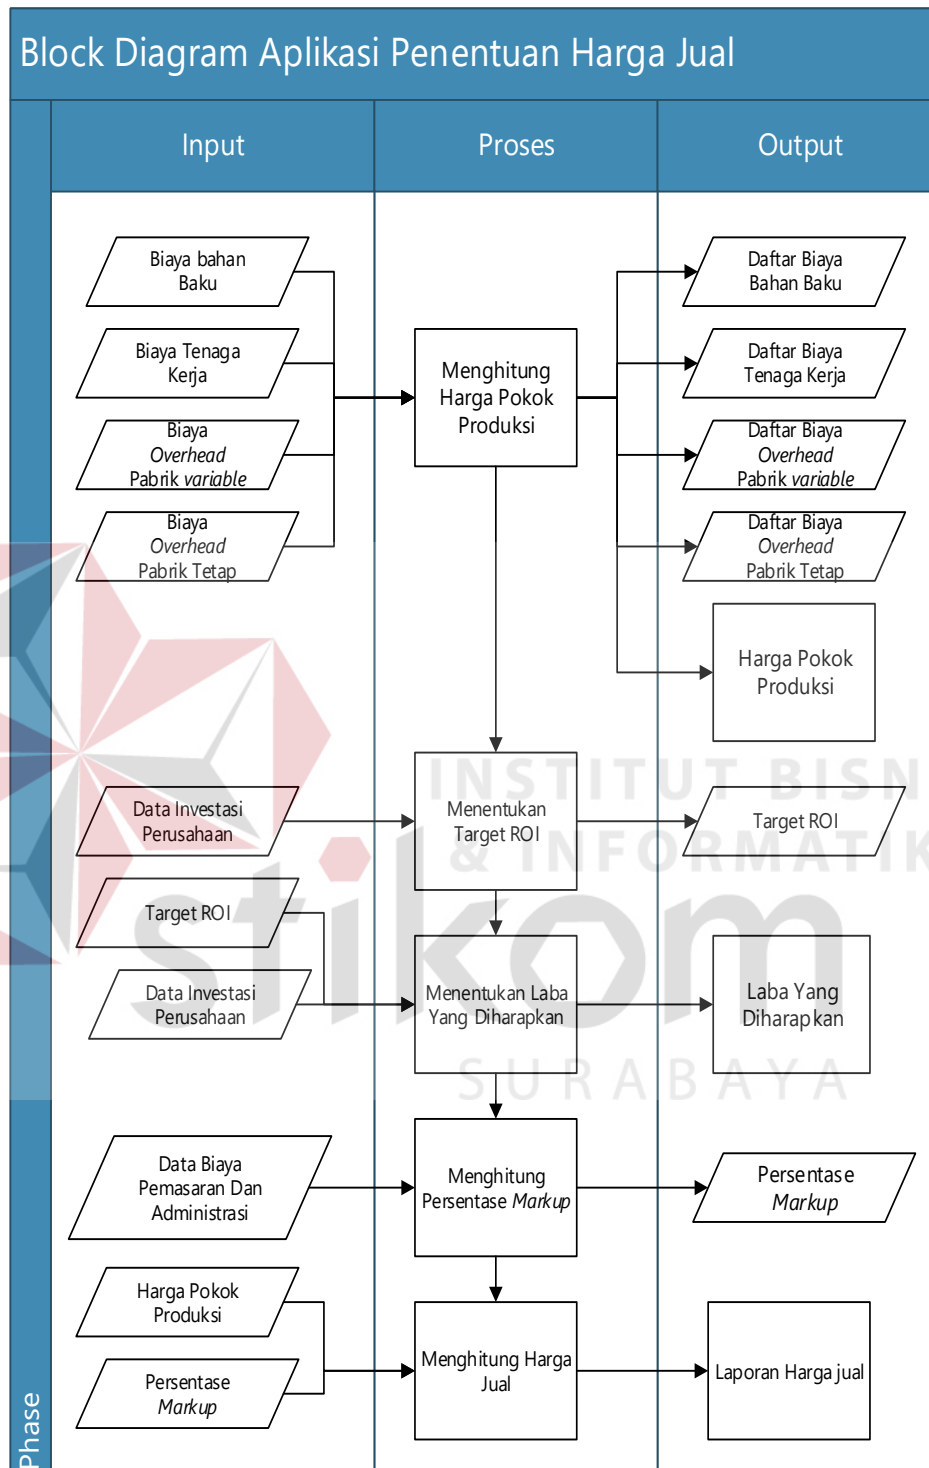 Block Diagram Aplikasi Penentuan Harga Jual
Input
Proses
Output
Biaya bahan
Baku
Daftar Biaya
Bahan Baku
Biaya Tenaga
Kerja
Menghitung
Harga Pokok
Produksi
Daftar Biaya
Tenaga Kerja
Biaya
Overhead
Pabrik variable
Daftar Biaya
Overhead
Pabrik variable
Biaya
Overhead
Pabrik Tetap
Daftar Biaya
Overhead
Pabrik Tetap
Harga Pokok
Produksi
INSTITUT BISN
& INFORMATIK
stikom
SURABAYA
Data Investasi
Perusahaan
Menentukan
Target ROI
Target ROI
Target ROI
Data Investasi
Perusahaan
Menentukan Laba
Yang Diharapkan
Laba Yang
Diharapkan
Data Biaya
Pemasaran Dan
Administrasi
Menghitung
Persentase Markup
Persentase
Markup
Harga Pokok
Produksi
Persentase
Markup
Menghitung Harga
Jual
Laporan Harga jual
Phase